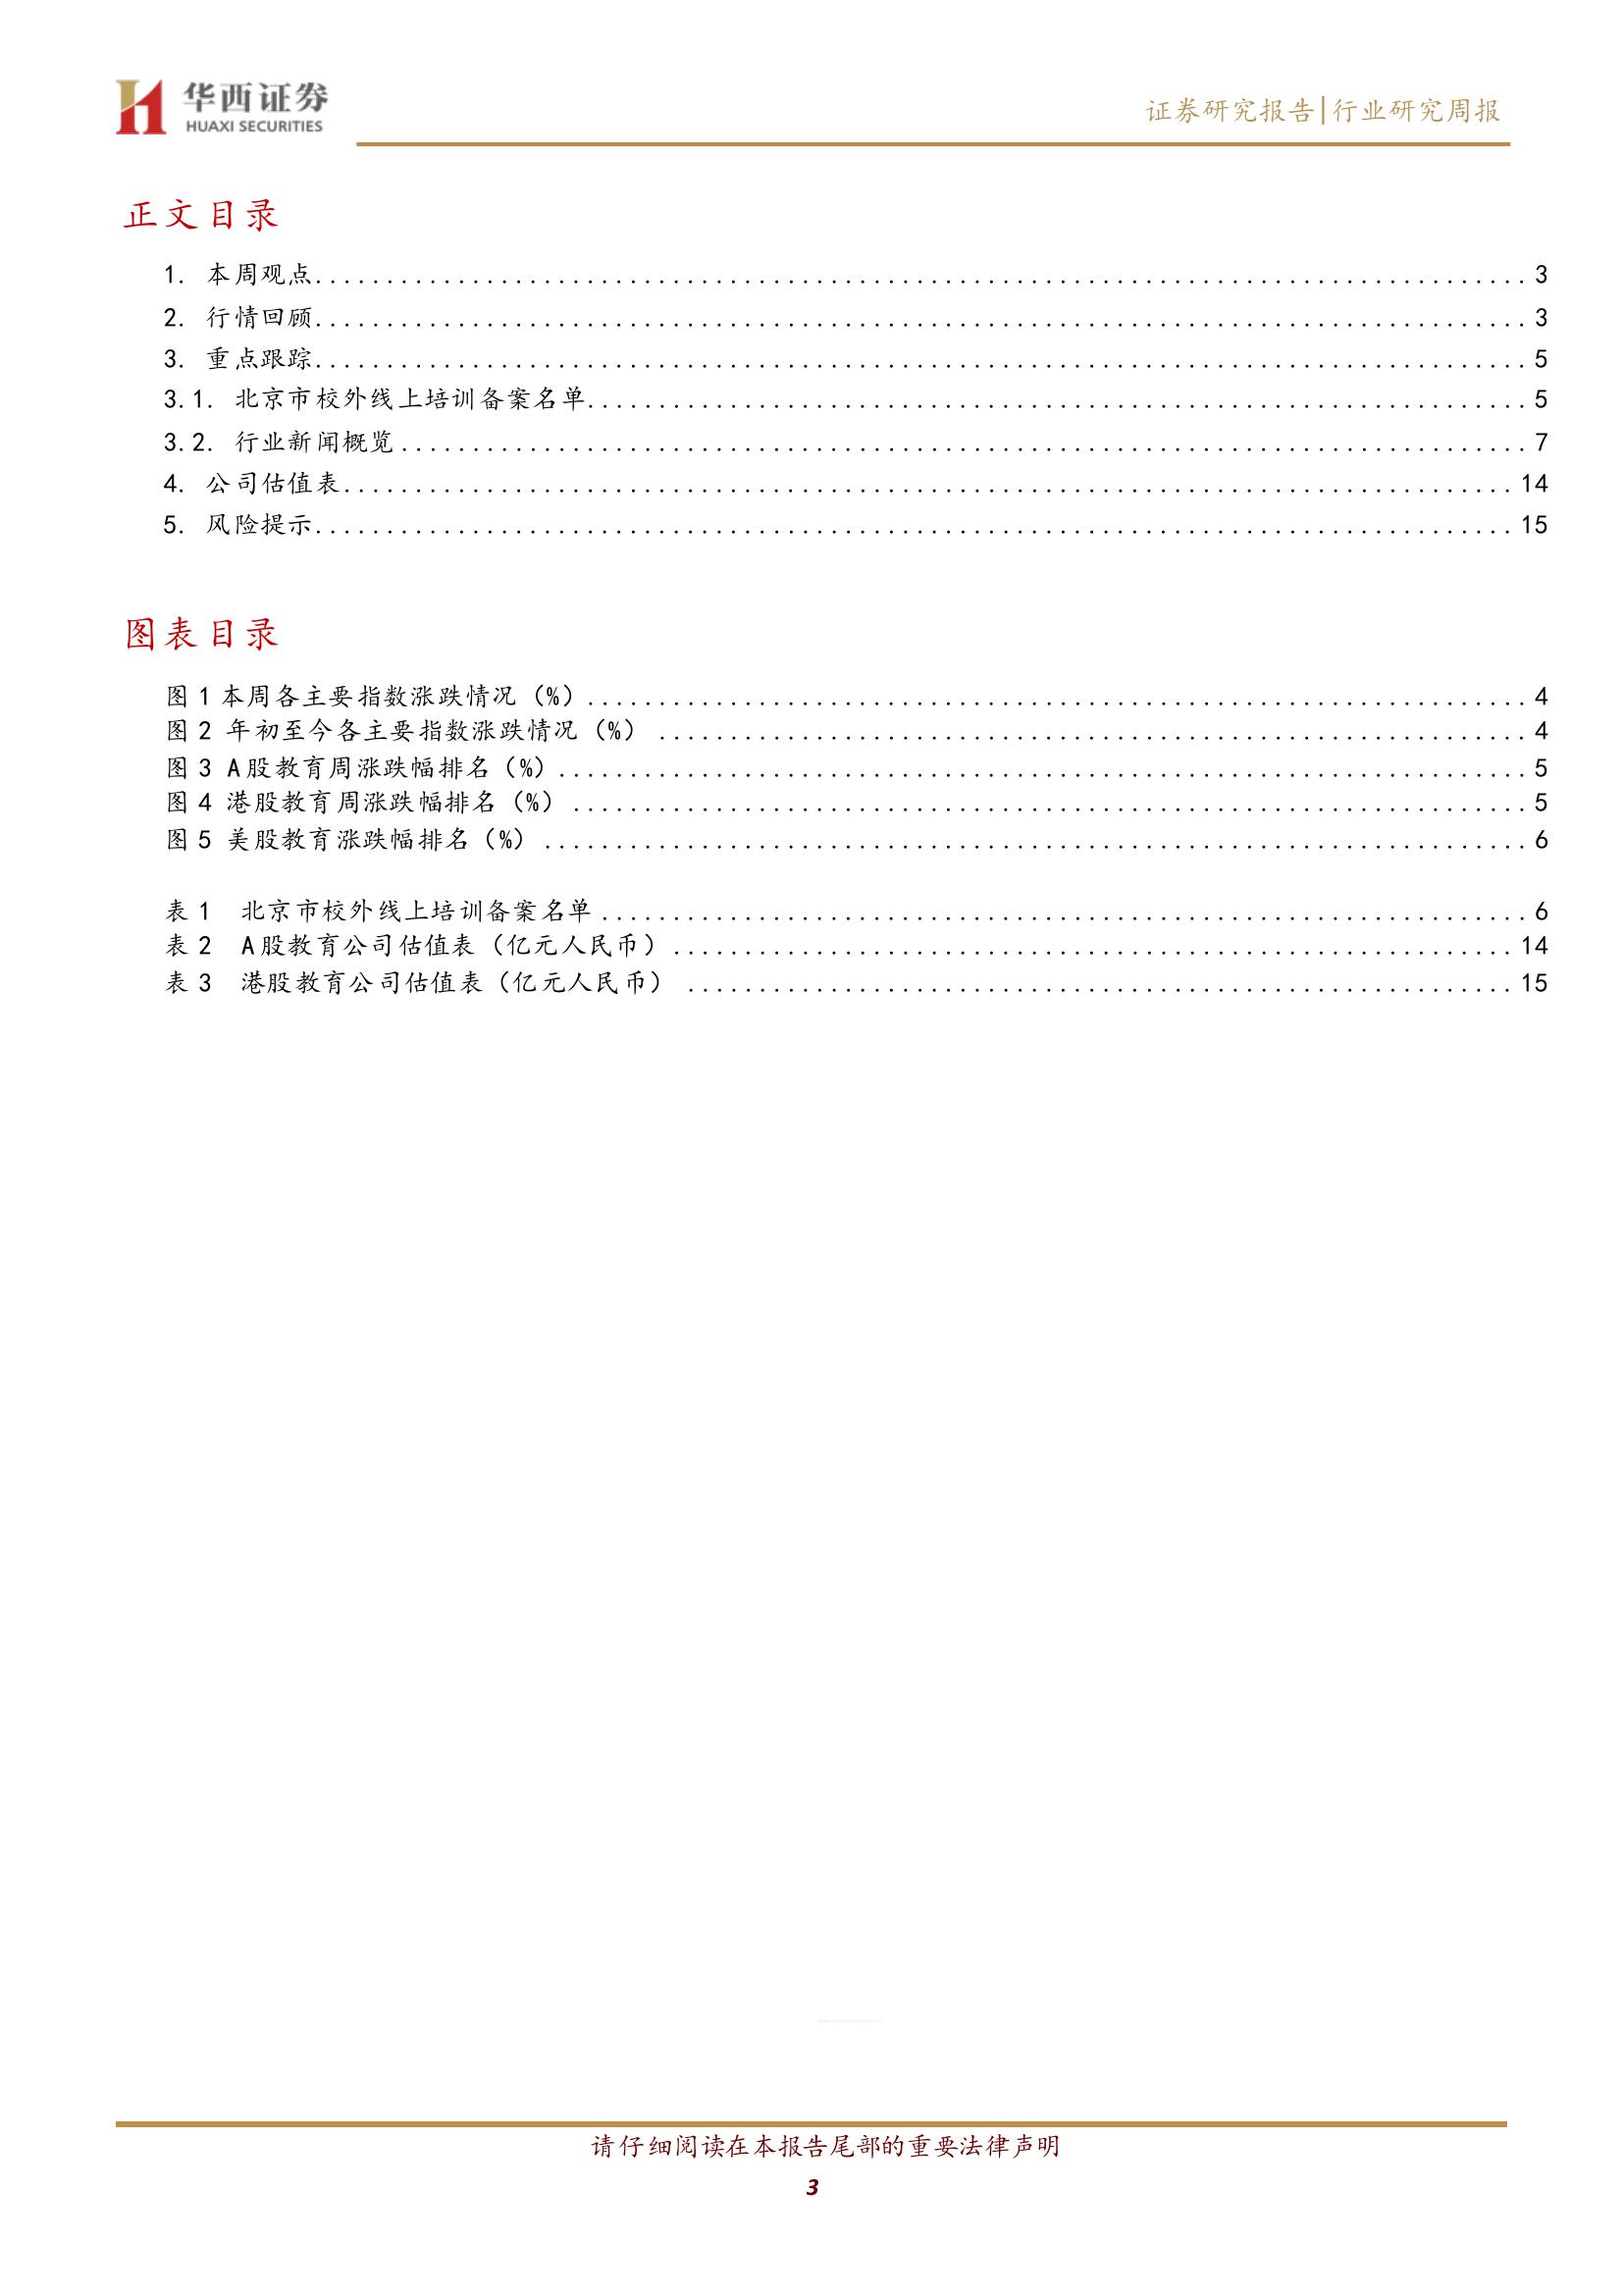 华西证券
HUAXI SECURITIES
证券研究报告|行业研究周报
正文目录
1. 本周观点.....................................................................................3
2. 行情回顾.....................................................................................3
3. 重点跟踪.....................................................................................5
3.1. 北京市校外线上培训备案名单..................................................................5
3.2. 行业新闻概览...............................................................................7
4. 公司估值表...................................................................................14
5. 风险提示.....................................................................................15
图表目录
图 1 本周各主要指数涨跌情况（%）..................................................................4
图 2 年初至今各主要指数涨跌情况（%）.............................................................4
图 3 A股教育周涨跌幅排名（%）....................................................................5
图 4 港股教育周涨跌幅排名（%）...................................................................5
图 5 美股教育涨跌幅排名（%）.....................................................................6
表 1 北京市校外线上培训备案名单.................................................................6
表 2 A股教育公司估值表（亿元人民币）...........................................................14
表 3 港股教育公司估值表（亿元人民币）..........................................................15
请仔细阅读在本报告尾部的重要法律声明
3